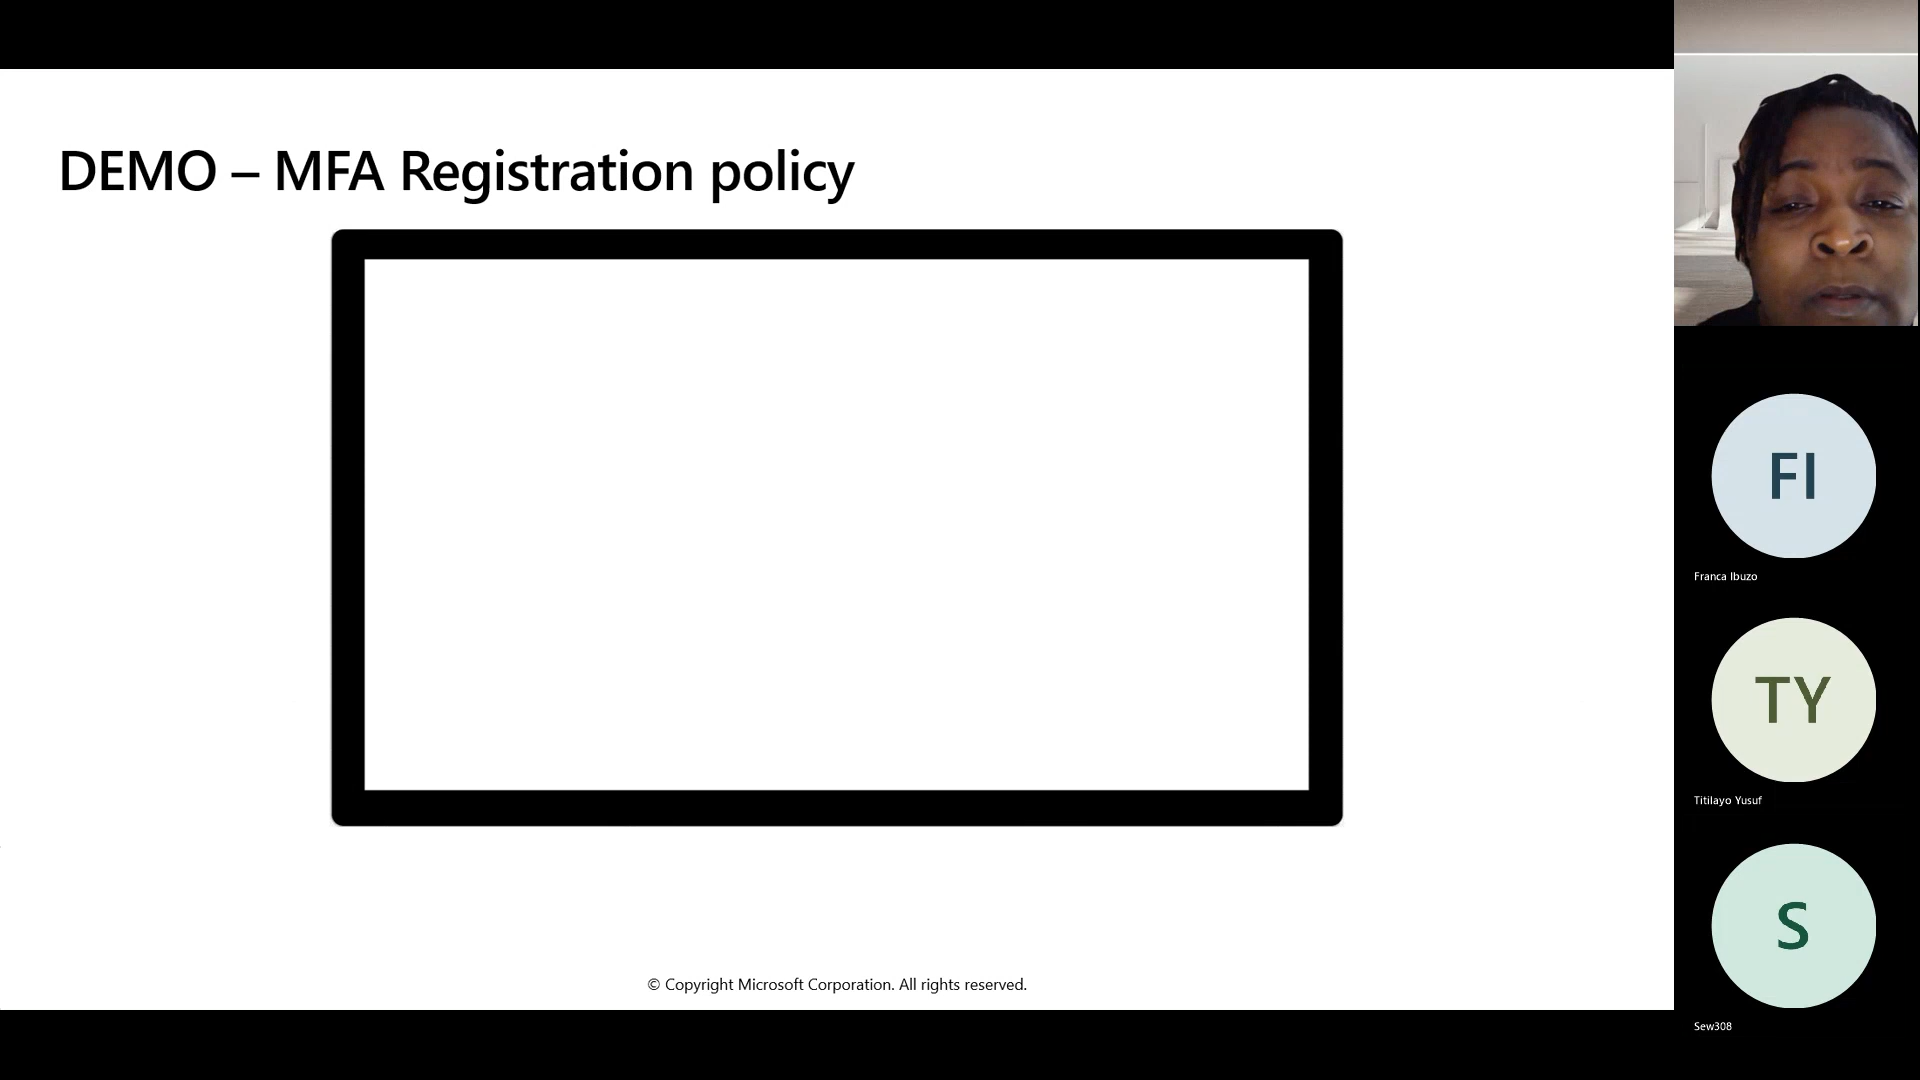 DEMO – MFA Registration policy
© Copyright Microsoft Corporation. All rights reserved.
FI
Franca Ibuzo
TY
Titilayo Yusuf
S
Sew308